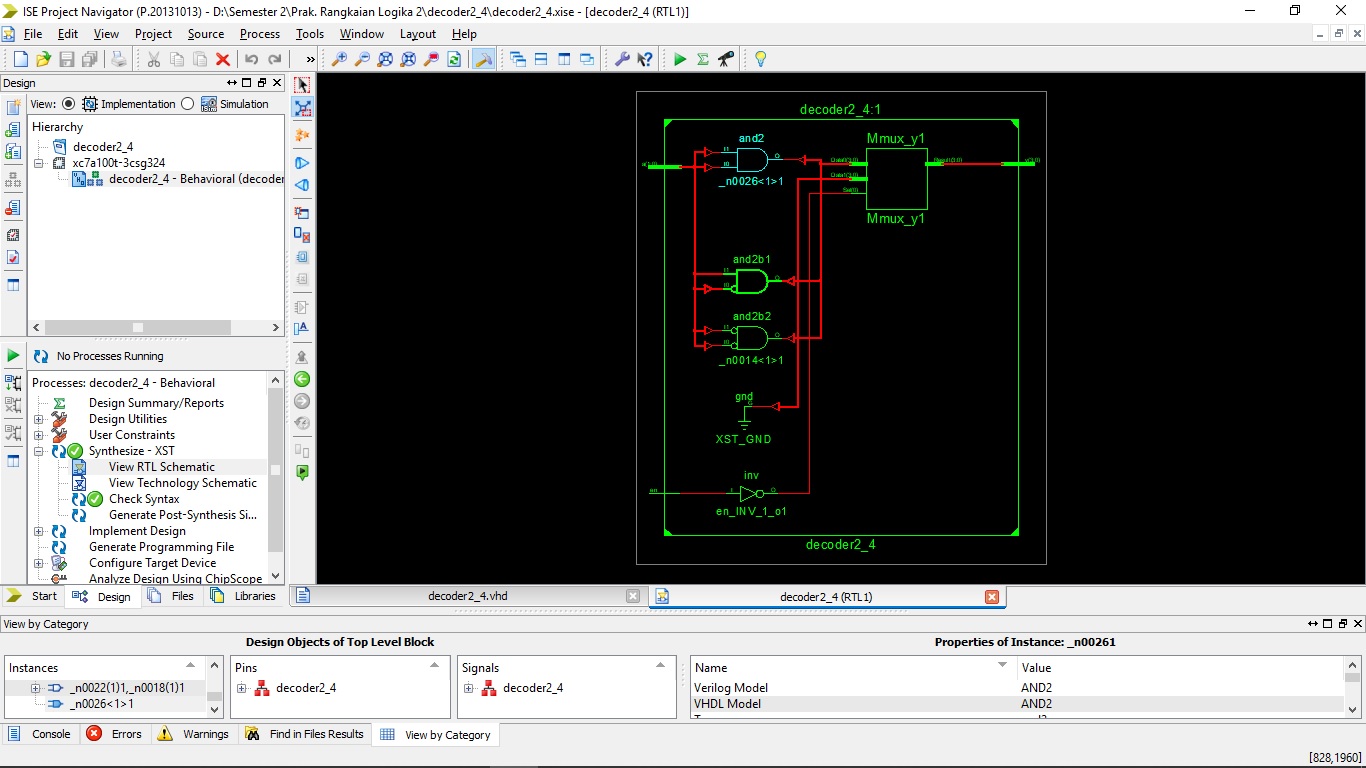 ISE Project Navigator (P.20131013) - D:\Semester 2\Prak. Rangkaian Logika 2\decoder2_4\decoder2_4.xise - [decoder2_4 (RTL1)]
File Edit View Project Source Process Tools Window Layout Help
»
Design
View: Implementation Simulation
Hierarchy
decoder2_4
xc7a100t-3csg324
decoder2_4 - Behavioral (decoder
No Processes Running
Processes: decoder2_4 - Behavioral
Design Summary/Reports
Design Utilities
User Constraints
Synthesize - XST
View RTL Schematic
View Technology Schematic
Check Syntax
Generate Post-Synthesis Si...
Implement Design
Generate Programming File
Configure Target Device
Analyze Design Using ChipScope
Start Design Files Libraries
decoder2_4:1
and2
_n0026<1>1
Mmux_y1
Mmux_y1
and2b1
and2b2
_n0014<1>1
gnd
XST_GND
inv
en
en_INV_1_o1
decoder2_4
decoder2_4.vhd
decoder2_4 (RTL1)
View by Category
Design Objects of Top Level Block
Properties of Instance: _n00261
Instances
_n0022(1)1,_n0018(1)1
_n0026<1>1
Pins
decoder2_4
Signals
decoder2_4
Name Value
Verilog Model AND2
VHDL Model AND2
Console Errors Warnings Find in Files Results View by Category
[828,1960]